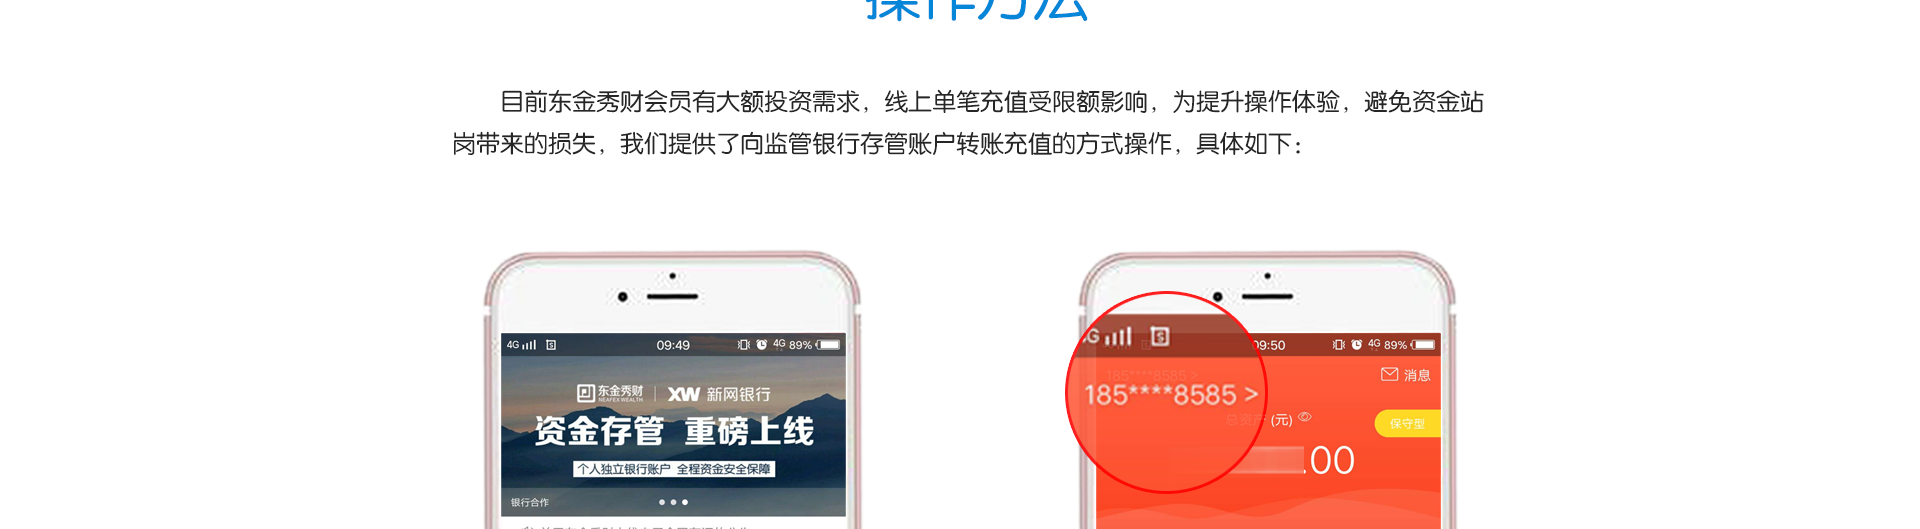 操作方法
目前东金秀财会员有大额投资需求，线上单笔充值受限额影响，为提升操作体验，避免资金站
岗带来的损失，我们提供了向监管银行存管账户转账充值的方式操作，具体如下：
4G 09:49 4G 89%
东金秀财 XW 新网银行
NEAFEX WEALTH
资金存管 重磅上线
个人独立银行账户 全程资金安全保障
银行合作
4G 09:50 4G 89%
消息
185****8585 >
总资产 (元)
保守型
.00